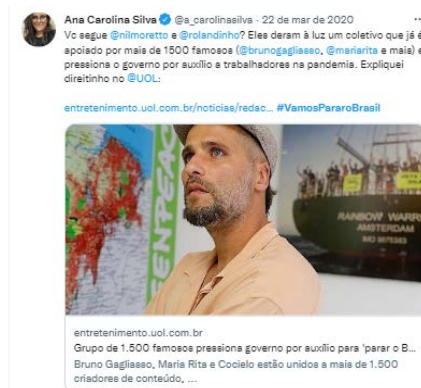 Ana Carolina Silva @a_carolinasilva · 22 de mar de 2020
Vc segue @nilmoretto e @rolandinho? Eles deram à luz um coletivo que já é
apoiado por mais de 1500 famosos (@brunogagliasso, @mariarita e mais) e
pressiona o governo por auxílio a trabalhadores na pandemia. Expliquei
direitinho no @UOL:
entretenimento.uol.com.br/noticias/redac... #VamosPararoBrasil
GREENPEACE
RAINBOW WARR
AMSTERDAM
entretenimento.uol.com.br
Grupo de 1.500 famosos pressiona governo por auxílio para 'parar o B...
Bruno Gagliasso, Maria Rita e Cocielo estão unidos a mais de 1.500
criadores de conteúdo, ...